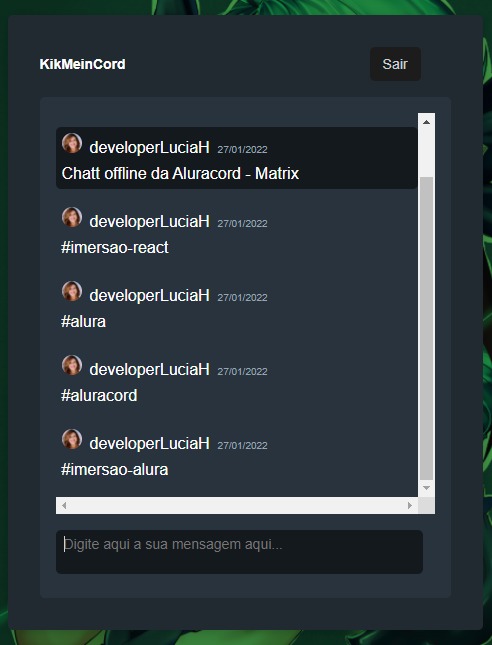 KikMeinCord
Sair
developerLuciaH 27/01/2022
Chatt offline da Aluracord - Matrix
developerLuciaH 27/01/2022
#imersao-react
developerLuciaH 27/01/2022
#alura
developerLuciaH 27/01/2022
#aluracord
developerLuciaH 27/01/2022
#imersao-alura
Digite aqui a sua mensagem aqui...